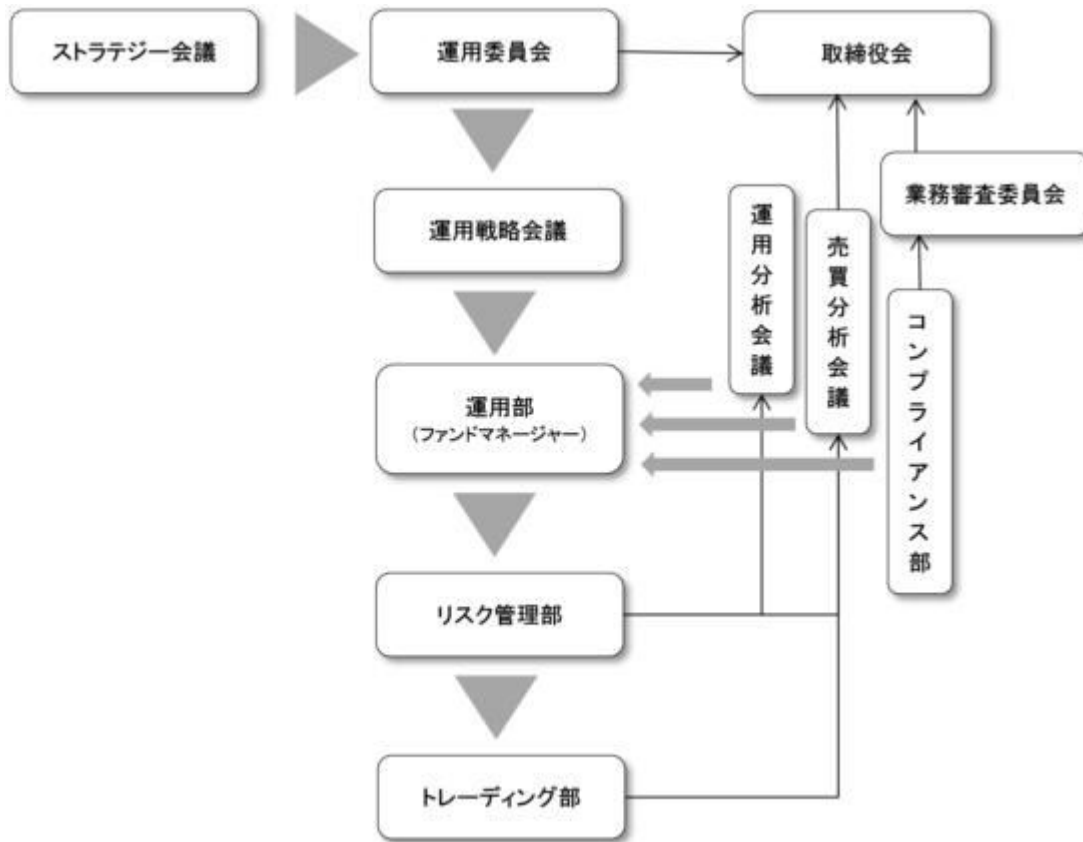 ストラテジー会議
運用委員会
取締役会
業務審査委員会
運用戦略会議
運用分析会議
売買分析会議
コンプライアンス部
運用部
(ファンドマネージャー)
リスク管理部
トレーディング部